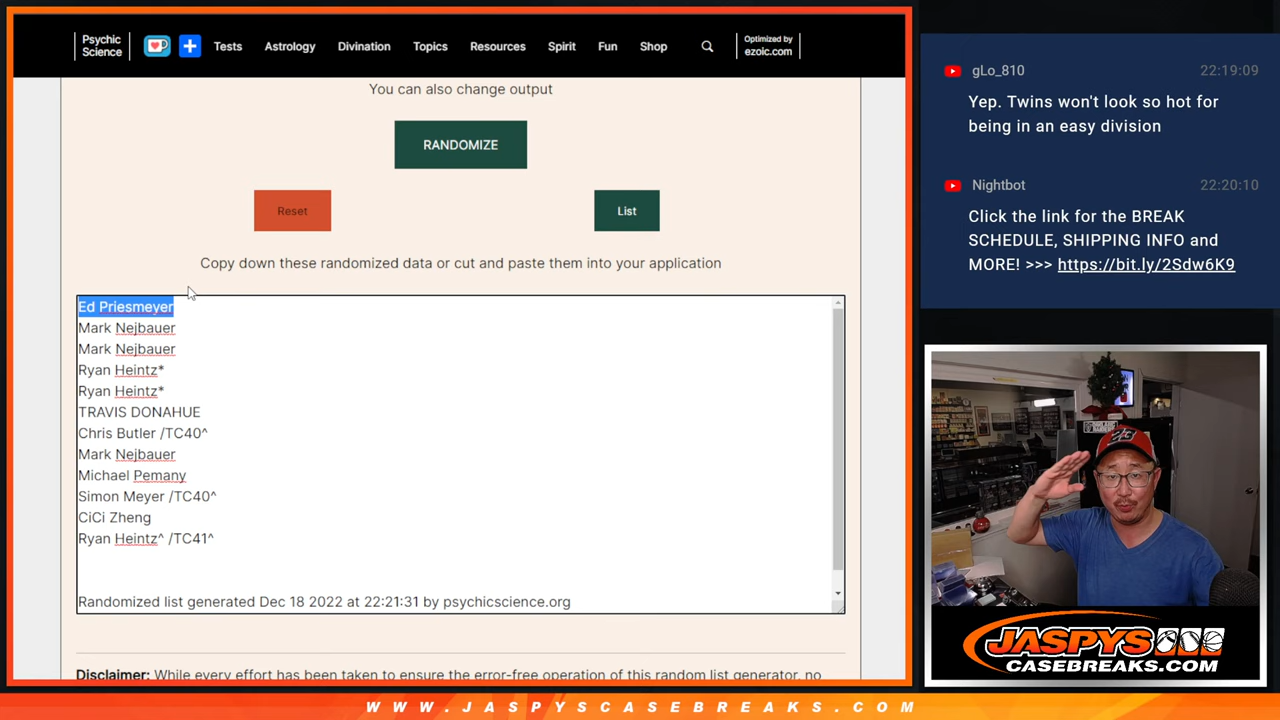 Psychic
Science
Tests
Astrology
Divination
Topics
Resources
Spirit
Fun
Shop
Optimized by
ezoic.com
You can also change output
RANDOMIZE
Reset
List
Copy down these randomized data or cut and paste them into your application
Ed Priesmeyer
Mark Nejbauer
Mark Nejbauer
Ryan Heintz*
Ryan Heintz*
TRAVIS DONAHUE
Chris Butler /TC40^
Mark Nejbauer
Michael Pemany
Simon Meyer /TC40^
CiCi Zheng
Ryan Heintz^ /TC41^
Randomized list generated Dec 18 2022 at 22:21:31 by psychicscience.org
Disclaimer: While every effort has been taken to ensure the error-free operation of this random list generator, no
gLo_810 22:19:09
Yep. Twins won't look so hot for
being in an easy division
Nightbot 22:20:10
Click the link for the BREAK
SCHEDULE, SHIPPING INFO and
MORE! >>> https://bit.ly/2Sdw6K9
JASPYS
CASEBREAKS.COM
WWW.JASPYSCASEBREAKS.COM